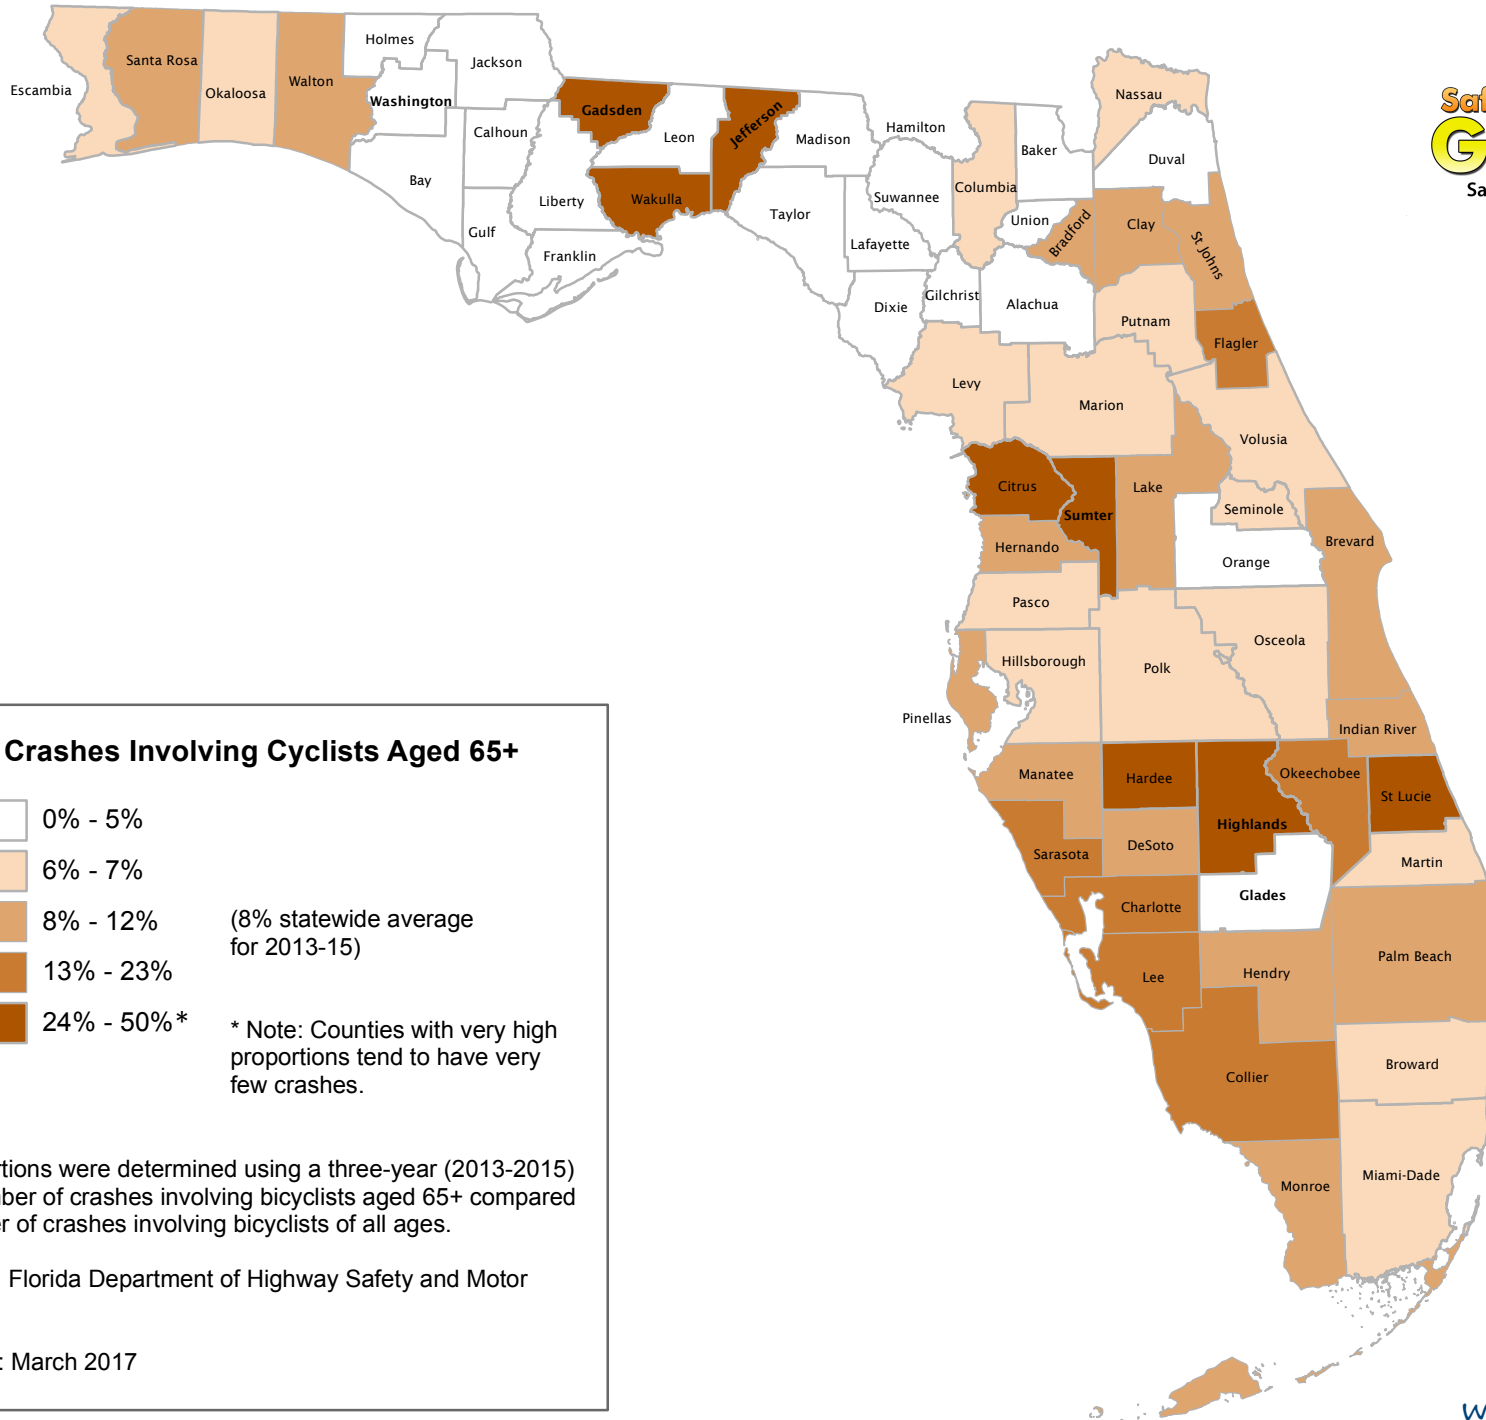 Holmes
Jackson
Santa Rosa
Escambia
Okaloosa
Walton
Washington
Gadsden
Jefferson
Calhoun
Leon
Madison
Hamilton
Baker
Nassau
Duval
Bay
Liberty
Wakulla
Taylor
Suwannee
Columbia
Union
Bradford
Clay
St Johns
Gulf
Franklin
Lafayette
Dixie
Gilchrist
Alachua
Putnam
Flagler
Levy
Marion
Volusia
Citrus
Sumter
Lake
Seminole
Hernando
Orange
Brevard
Pasco
Hillsborough
Polk
Osceola
Pinellas
Indian River
Manatee
Hardee
Highlands
Okeechobee
St Lucie
Sarasota
DeSoto
Martin
Charlotte
Glades
Lee
Hendry
Palm Beach
Collier
Broward
Monroe
Miami-Dade
Crashes Involving Cyclists Aged 65+
0% - 5%
6% - 7%
8% - 12%
(8% statewide average
for 2013-15)
13% - 23%
24% - 50%*
* Note: Counties with very high
proportions tend to have very
few crashes.
rtions were determined using a three-year (2013-2015)
ber of crashes involving bicyclists aged 65+ compared
er of crashes involving bicyclists of all ages.
Florida Department of Highway Safety and Motor
: March 2017
Saf
G
Sa
w